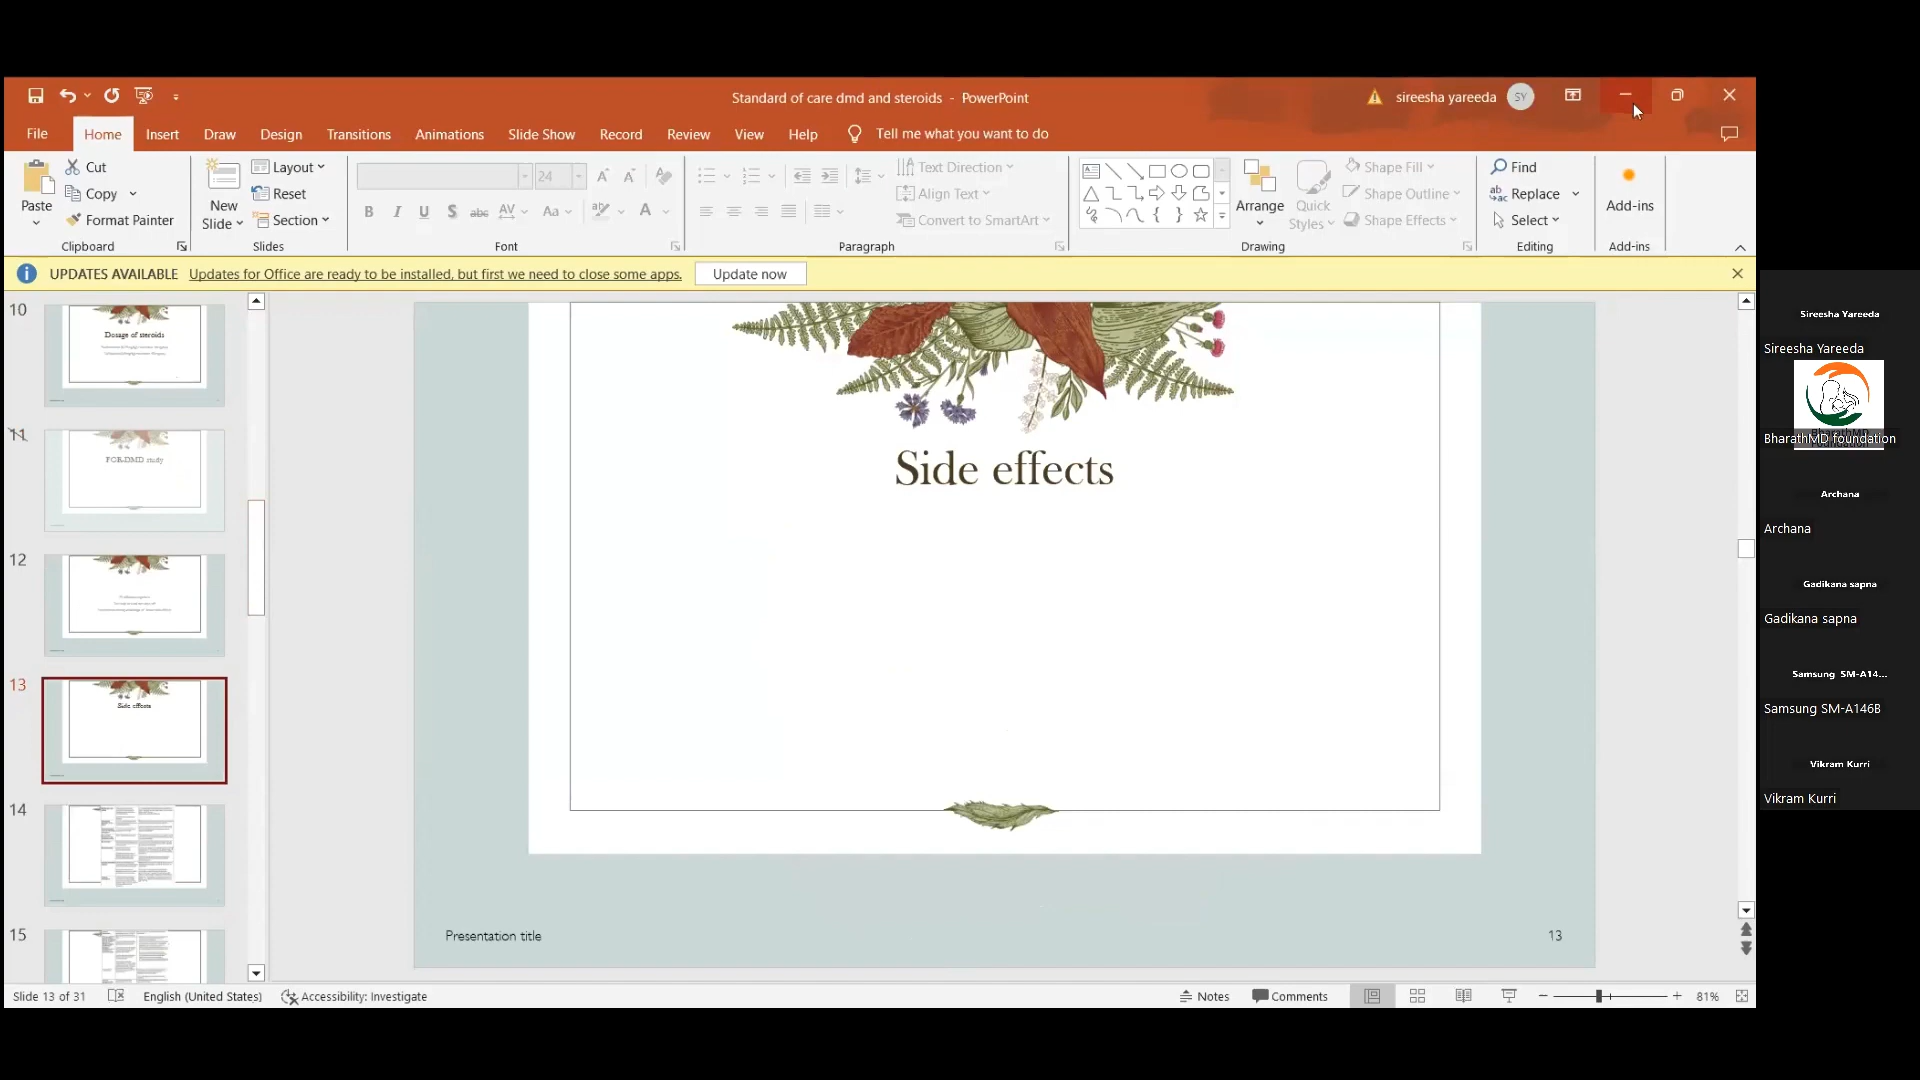 Standard of care dmd and steroids - PowerPoint
sireesha yareeda
SY
File
Home
Insert
Draw
Design
Transitions
Animations
Slide Show
Record
Review
View
Help
Tell me what you want to do
Paste
Cut
Copy
Format Painter
Clipboard
New Slide
Layout
Reset
Section
Slides
24
Font
Text Direction
Align Text
Convert to SmartArt
Paragraph
Arrange
Quick Styles
Shape Fill
Shape Outline
Shape Effects
Drawing
Find
Replace
Select
Editing
Add-ins
Add-ins
UPDATES AVAILABLE Updates for Office are ready to be installed, but first we need to close some apps. Update now
10
Dosage of steroids
11
FOR-DMD study
12
13
Side effects
14
15
Side effects
Presentation title
13
Sireesha Yareeda
Sireesha Yareeda
BharathMD foundation
Archana
Archana
Gadikana sapna
Gadikana sapna
Samsung SM-A14...
Samsung SM-A146B
Vikram Kurri
Vikram Kurri
Slide 13 of 31
English (United States)
Accessibility: Investigate
Notes
Comments
81%